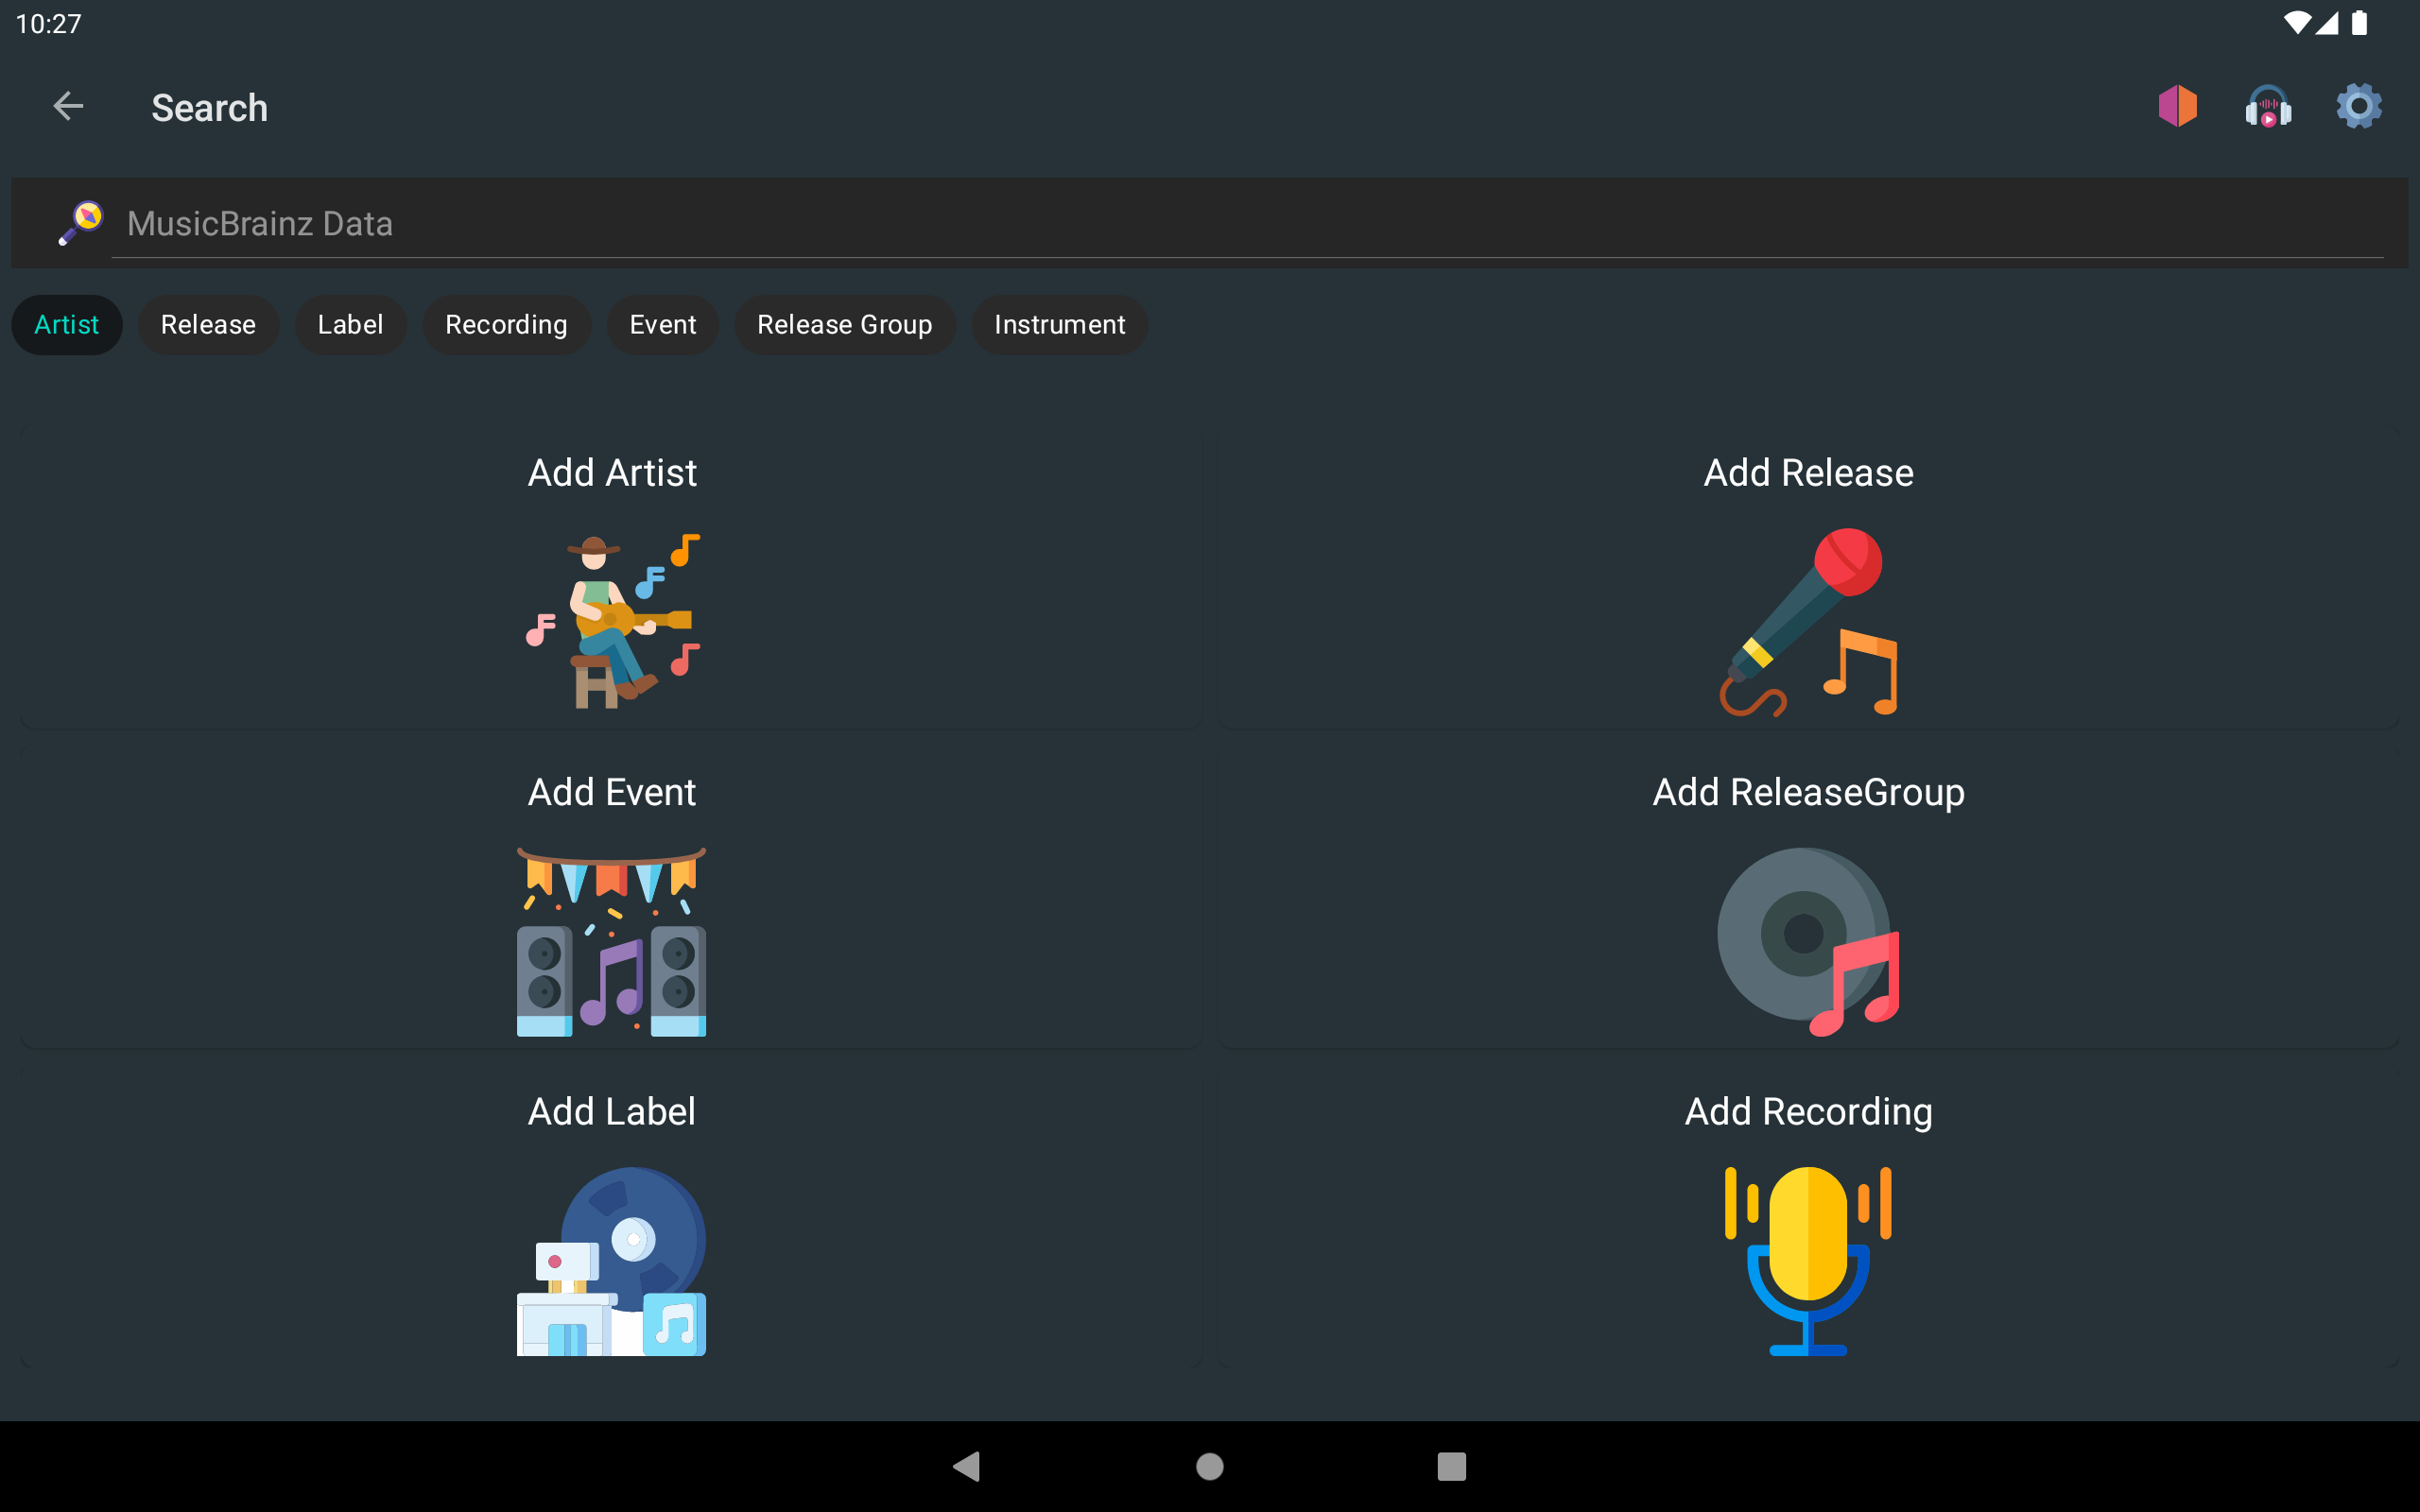 10:27
Search
MusicBrainz Data
Artist
Release
Label
Recording
Event
Release Group
Instrument
Add Artist
Add Release
Add Event
Add ReleaseGroup
Add Label
Add Recording